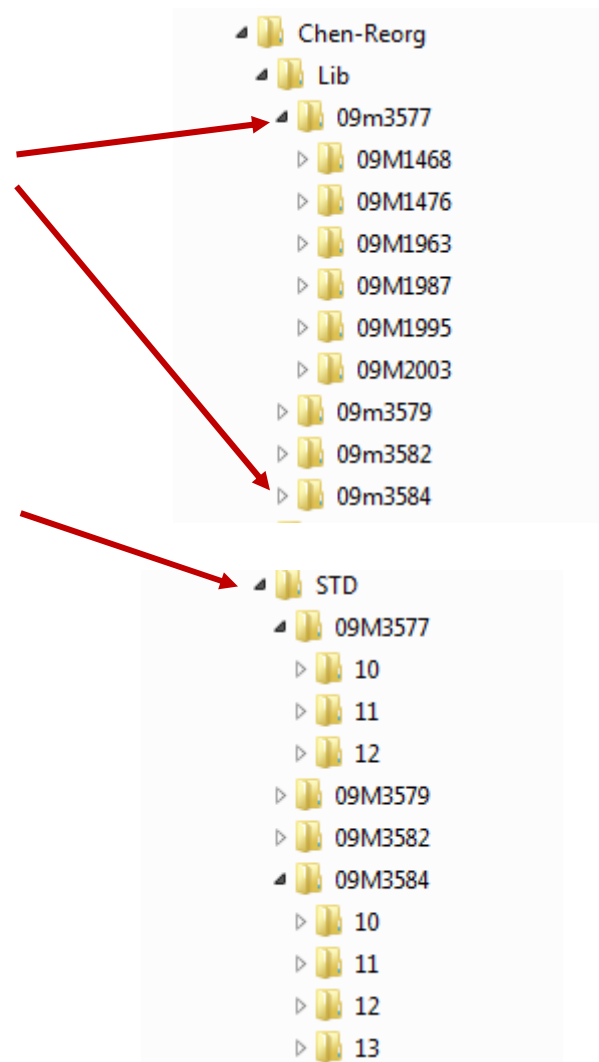 Chen-Reorg
Lib
09m3577
09M1468
09M1476
09M1963
09M1987
09M1995
09M2003
09m3579
09m3582
09m3584
STD
09M3577
10
11
12
09M3579
09M3582
09M3584
10
11
12
13